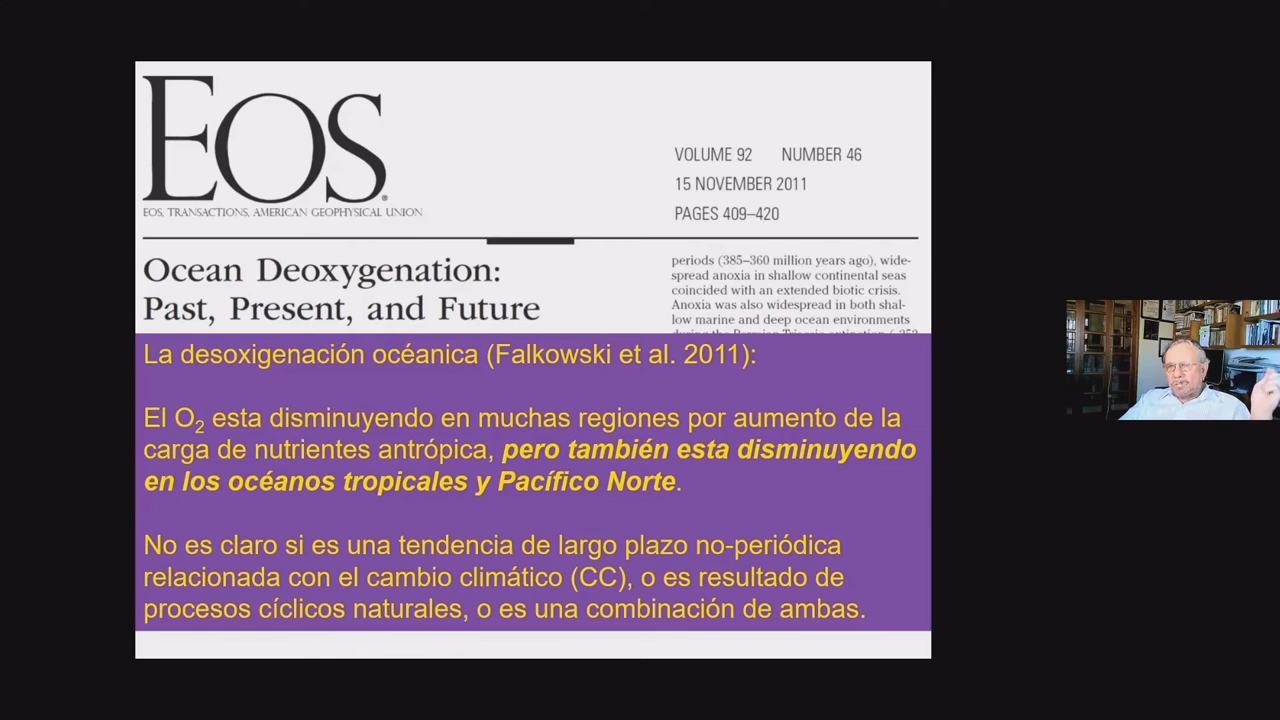 EOS®
EOS, TRANSACTIONS, AMERICAN GEOPHYSICAL UNION
VOLUME 92 NUMBER 46
15 NOVEMBER 2011
PAGES 409–420
Ocean Deoxygenation:
Past, Present, and Future
periods (385–360 million years ago), wide-
spread anoxia in shallow continental seas
coincided with an extended biotic crisis.
Anoxia was also widespread in both shal-
low marine and deep ocean environments
La desoxigenación océanica (Falkowski et al. 2011):
El O₂ esta disminuyendo en muchas regiones por aumento de la
carga de nutrientes antrópica, pero también esta disminuyendo
en los océanos tropicales y Pacífico Norte.
No es claro si es una tendencia de largo plazo no-periódica
relacionada con el cambio climático (CC), o es resultado de
procesos cíclicos naturales, o es una combinación de ambas.